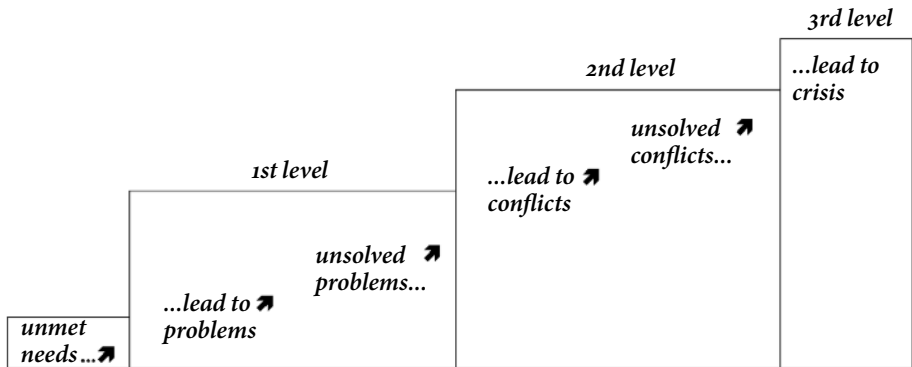 3rd level
...lead to
crisis
2nd level
unsolved
conflicts...
...lead to
conflicts
1st level
unsolved
problems...
...lead to
problems
unmet
needs...